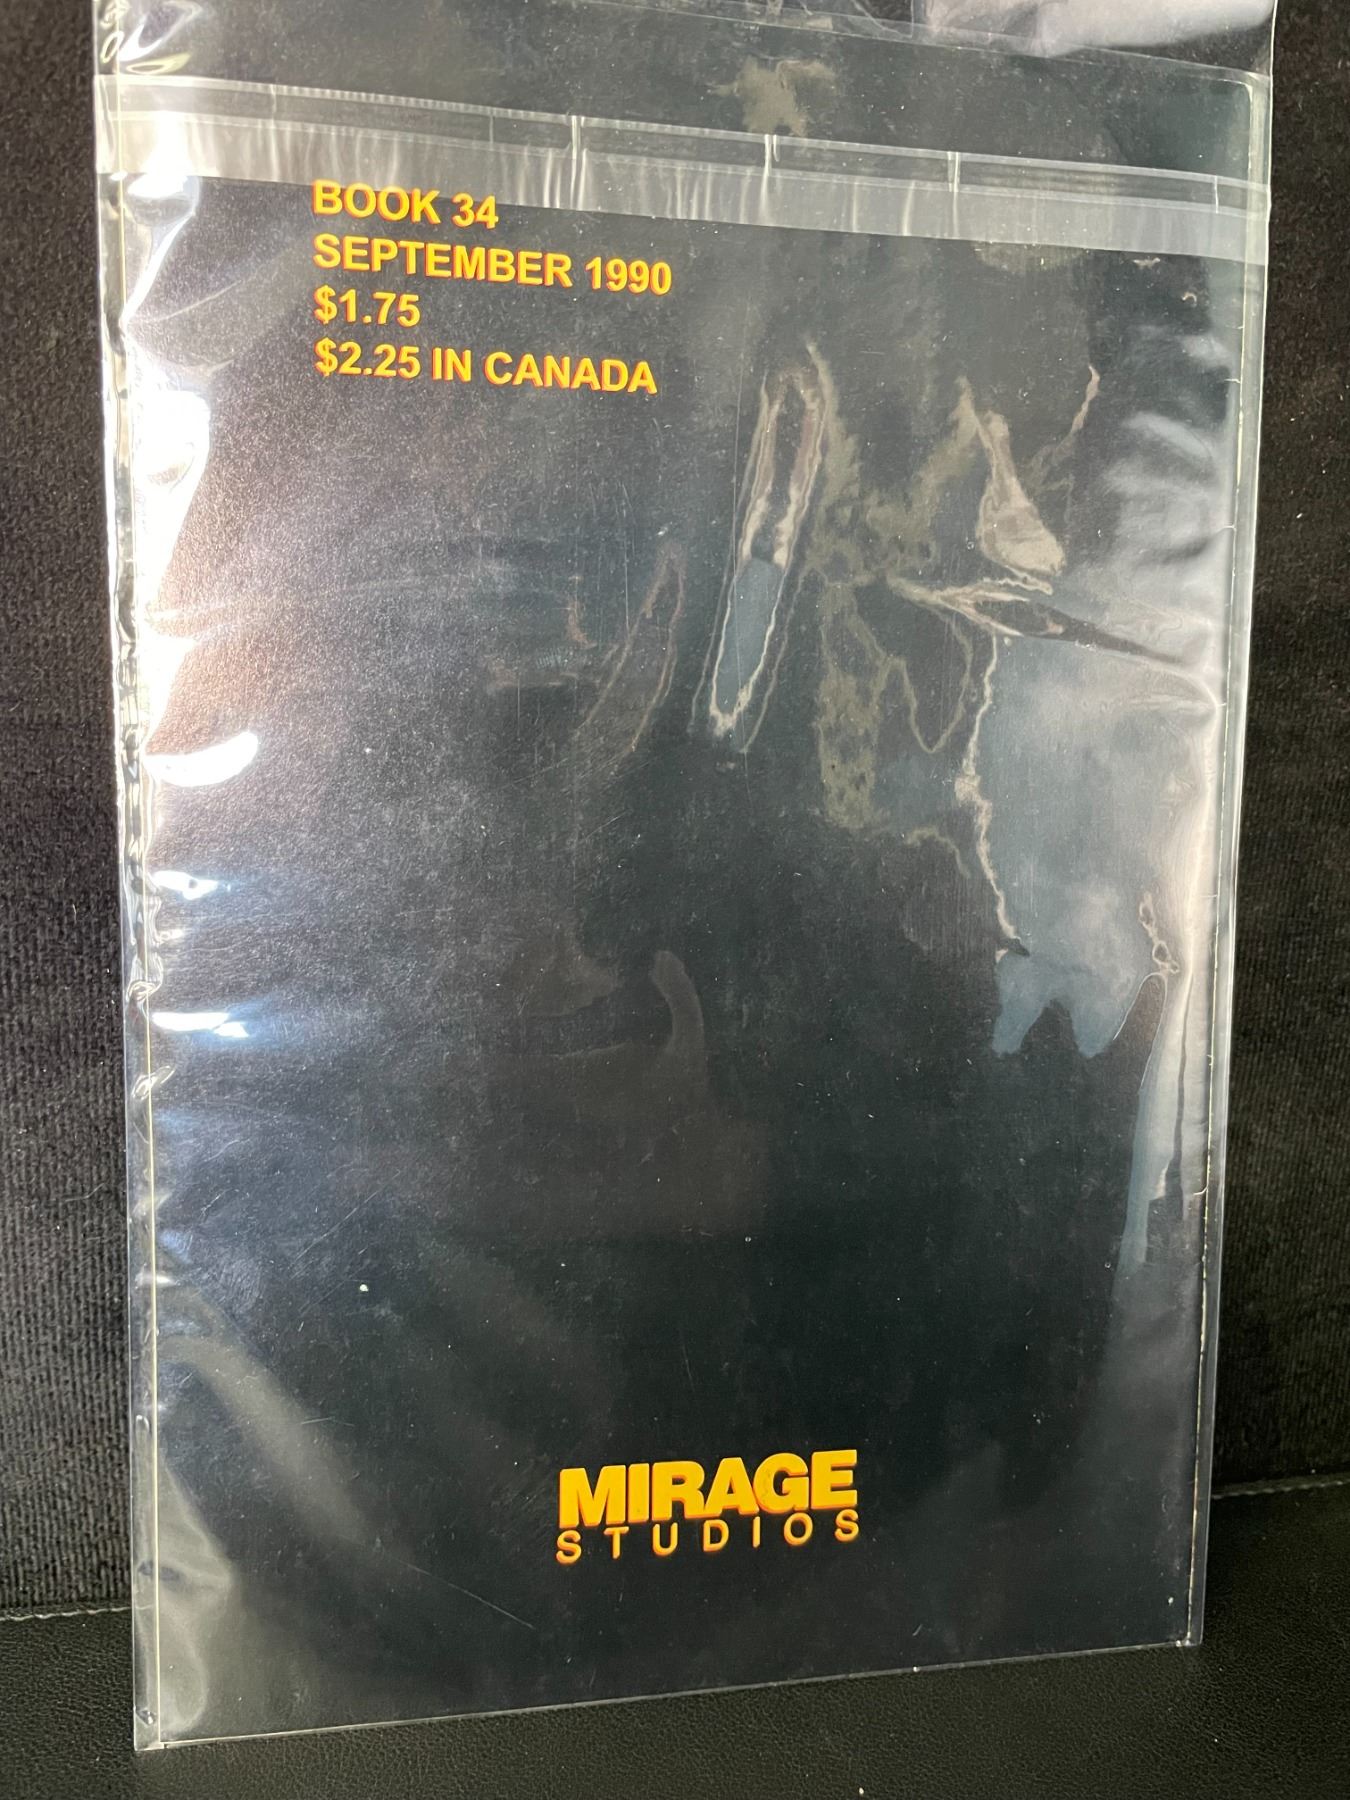 BOOK 34
SEPTEMBER 1990
$1.75
$2.25 IN CANADA
MIRAGE
STUDIOS